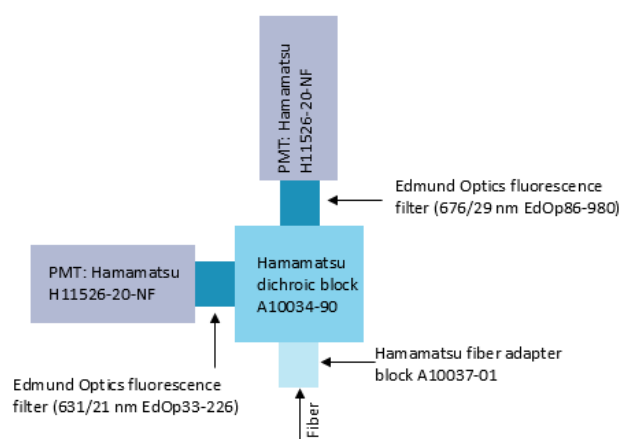 PMT: Hamamatsu
H11526-20-NF
Edmund Optics fluorescence
filter (676/29 nm EdOp86-980)
PMT: Hamamatsu
H11526-20-NF
Hamamatsu
dichroic block
A10034-90
Hamamatsu fiber adapter
block A10037-01
Edmund Optics fluorescence
filter (631/21 nm EdOp33-226)
Fiber